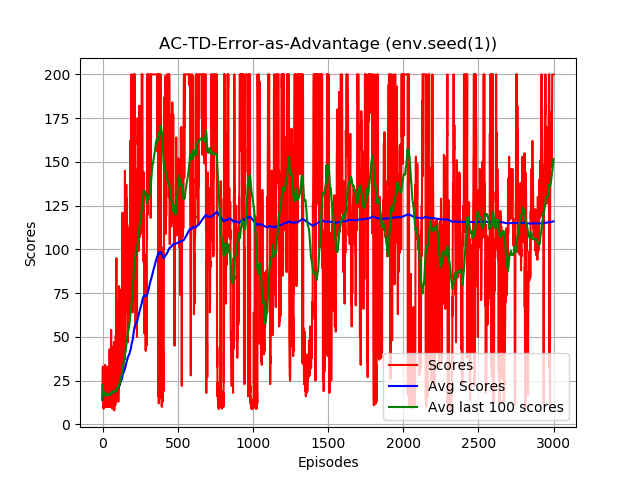 AC-TD-Error-as-Advantage (env.seed(1))
200
175
150
125
100
75
50
25
0
Scores
Scores
Avg Scores
Avg last 100 scores
0 500 1000 1500 2000 2500 3000
Episodes